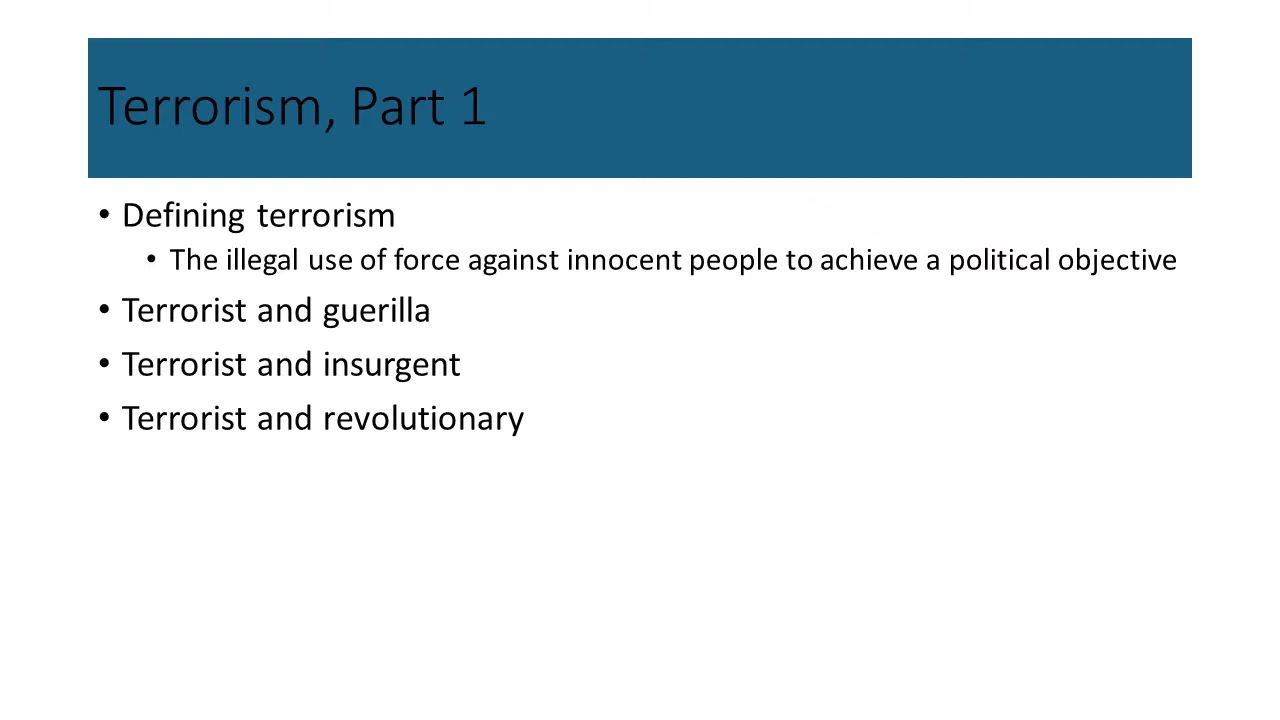 Terrorism, Part 1
• Defining terrorism
• The illegal use of force against innocent people to achieve a political objective
• Terrorist and guerilla
• Terrorist and insurgent
• Terrorist and revolutionary